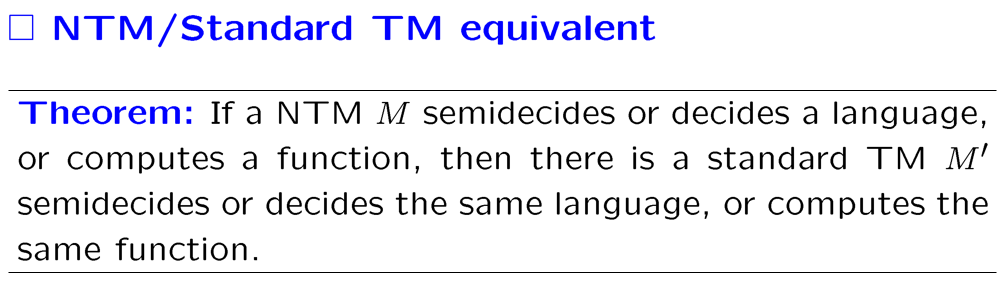 □ NTM/Standard TM equivalent
Theorem: If a NTM M semidecides or decides a language,
or computes a function, then there is a standard TM M′
semidecides or decides the same language, or computes the
same function.